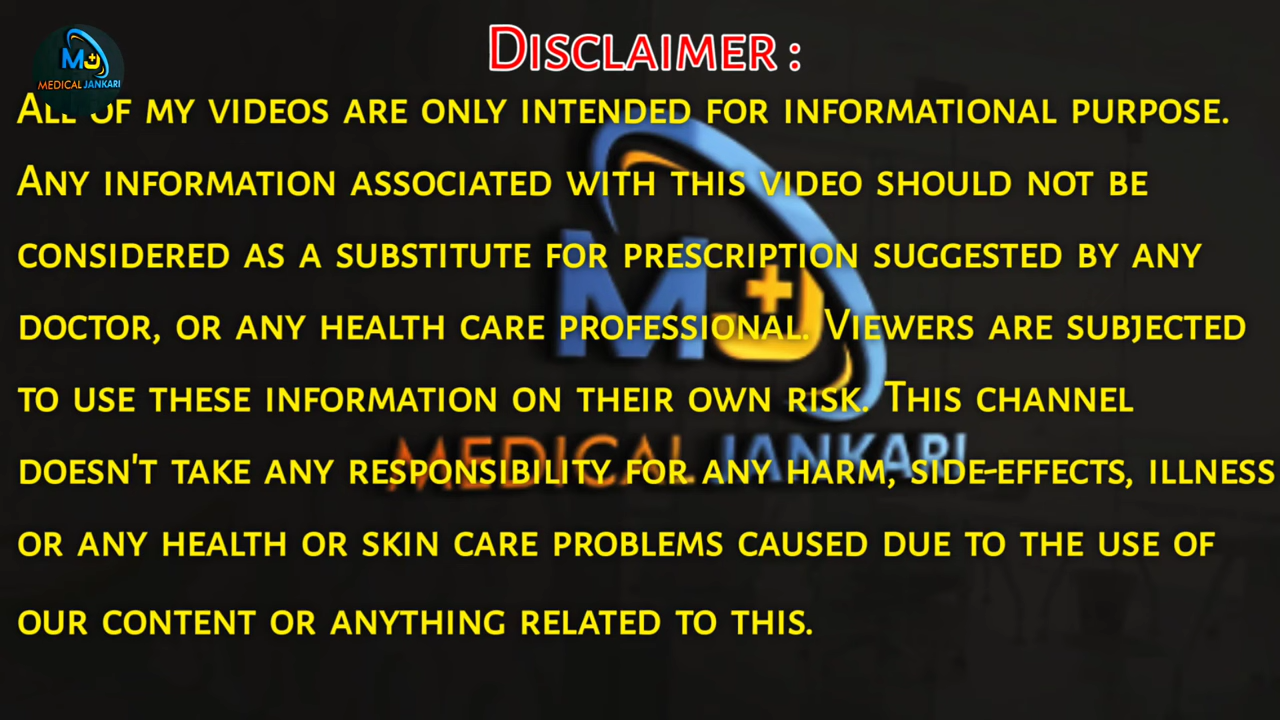 DISCLAIMER :
MJ
MEDICAL JANKARI
ALL OF MY VIDEOS ARE ONLY INTENDED FOR INFORMATIONAL PURPOSE.
ANY INFORMATION ASSOCIATED WITH THIS VIDEO SHOULD NOT BE
CONSIDERED AS A SUBSTITUTE FOR PRESCRIPTION SUGGESTED BY ANY
DOCTOR, OR ANY HEALTH CARE PROFESSIONAL. VIEWERS ARE SUBJECTED
TO USE THESE INFORMATION ON THEIR OWN RISK. THIS CHANNEL
DOESN'T TAKE ANY RESPONSIBILITY FOR ANY HARM, SIDE-EFFECTS, ILLNESS
OR ANY HEALTH OR SKIN CARE PROBLEMS CAUSED DUE TO THE USE OF
OUR CONTENT OR ANYTHING RELATED TO THIS.
MJ
MEDICAL JANKARI